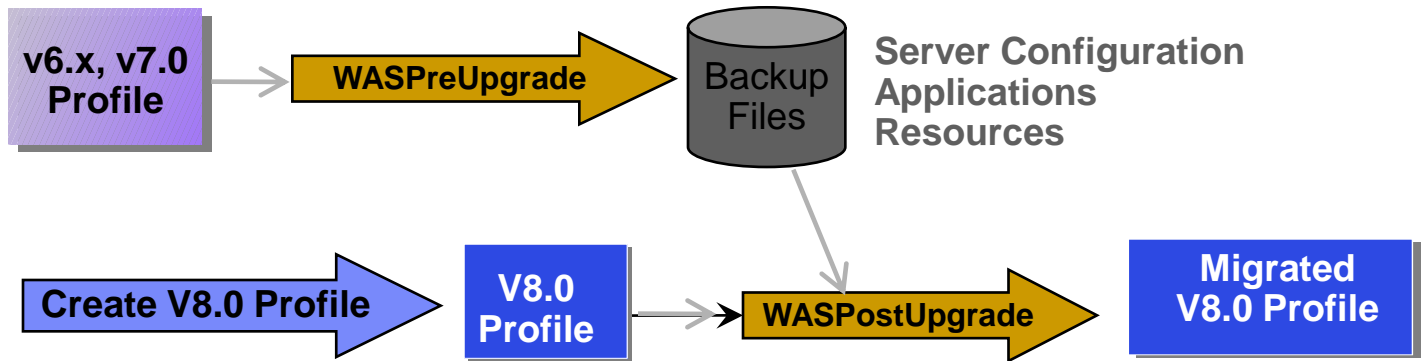 v6.x, v7.0
Profile
WASPreUpgrade
Backup
Files
Server Configuration
Applications
Resources
Create V8.0 Profile
V8.0
Profile
WASPostUpgrade
Migrated
V8.0 Profile